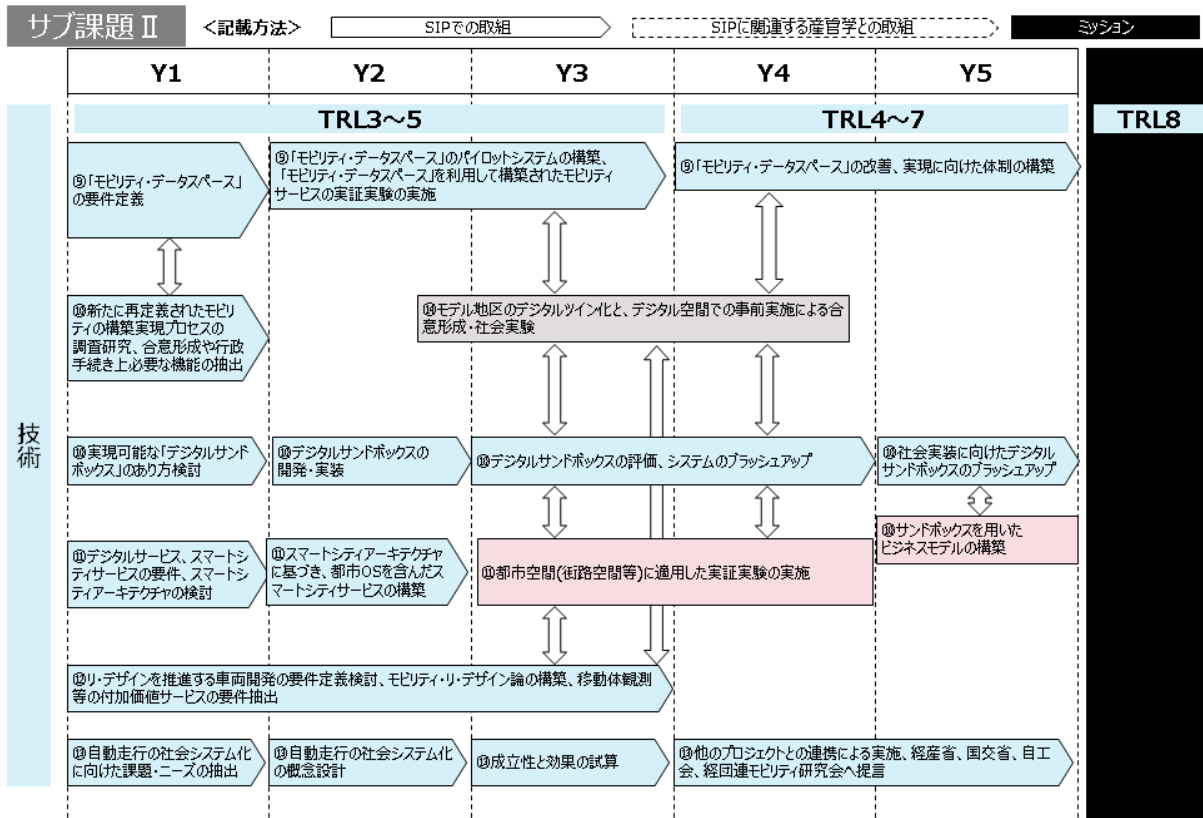 サブ課題Ⅱ
<記載方法>
SIPでの取組
SIPに関連する産官学との取組
ミッション
Y1
Y2
Y3
Y4
Y5
TRL3～5
TRL4～7
TRL8
技術
⑨「モビリティ・データスペース」
の要件定義
⑨「モビリティ・データスペース」のパイロットシステムの構築、
「モビリティ・データスペース」を利用して構築されたモビリティ
サービスの実証実験の実施
⑨「モビリティ・データスペース」の改善、実現に向けた体制の構築
⑩新たに再定義されたモビリ
ティの構築実現プロセスの
調査研究、合意形成や行政
手続き上必要な機能の抽出
モデル地区のデジタルツイン化と、デジタル空間での事前実施による合
意形成・社会実験
⑩実現可能な「デジタルサンド
ボックス」のあり方検討
⑩デジタルサンドボックスの
開発・実装
⑩デジタルサンドボックスの評価、システムのブラッシュアップ
⑩社会実装に向けたデジタル
サンドボックスのブラッシュアップ
⑩サンドボックスを用いた
ビジネスモデルの構築
⑪デジタルサービス、スマートシ
ティサービスの要件、スマートシ
ティアーキテクチャの検討
⑪スマートシティアーキテクチャ
に基づき、都市OSを含んだス
マートシティサービスの構築
⑪都市空間(街路空間等)に適用した実証実験の実施
⑫リ・デザインを推進する車両開発の要件定義検討、モビリティ・リ・デザイン論の構築、移動体観測
等の付加価値サービスの要件抽出
⑬自動走行の社会システム化
に向けた課題・ニーズの抽出
⑬自動走行の社会システム化
の概念設計
⑬成立性と効果の試算
⑬他のプロジェクトとの連携による実施、経産省、国交省、自工
会、経団連モビリティ研究会へ提言